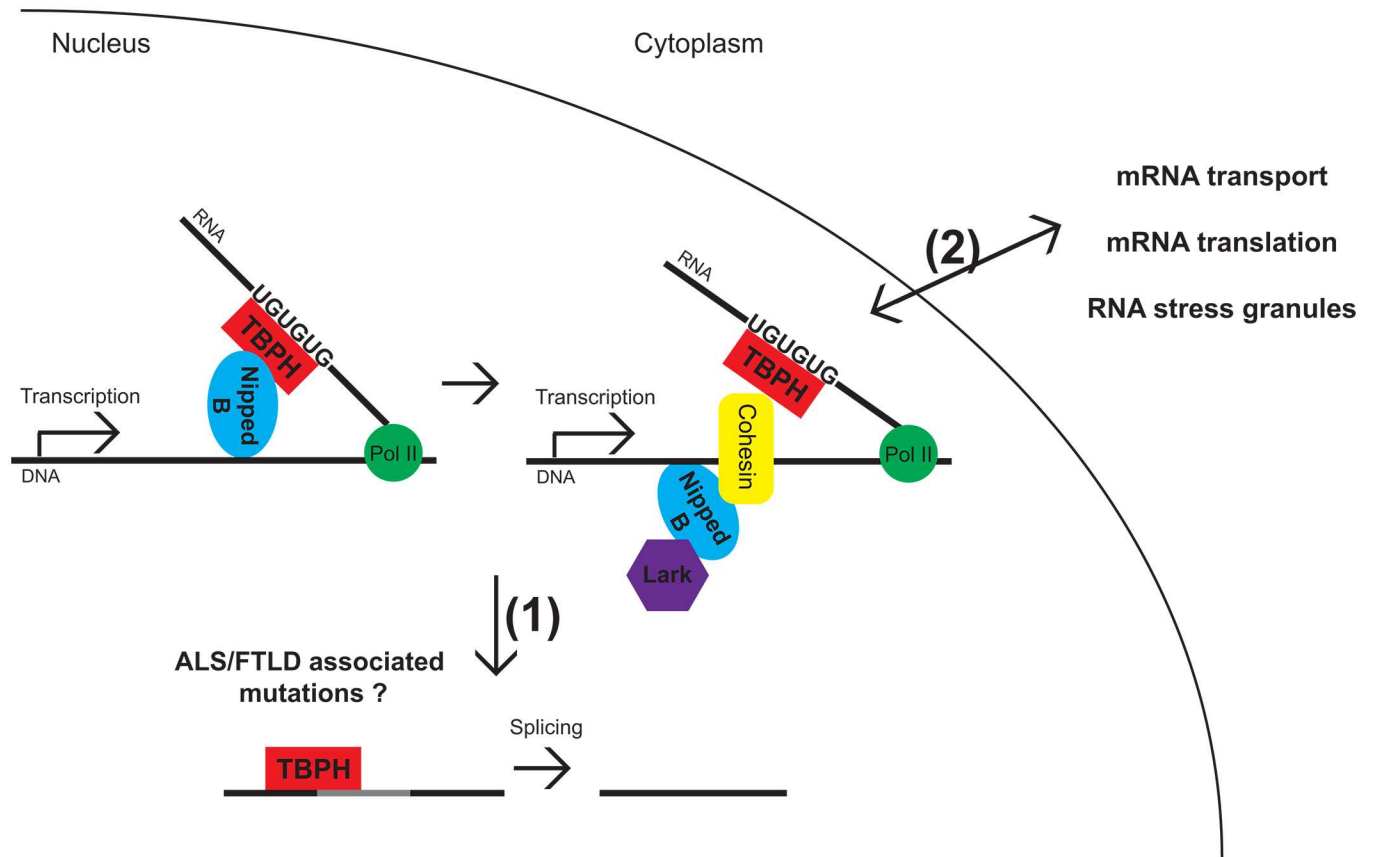 Nucleus
Cytoplasm
mRNA transport
mRNA translation
RNA stress granules
(2)
RNA
UGUGUG
TBPH
Nipped
B
Transcription
DNA
Pol II
RNA
UGUGUG
TBPH
Cohesin
Transcription
DNA
Pol II
Nipped
B
Lark
(1)
ALS/FTLD associated
mutations ?
TBPH
Splicing